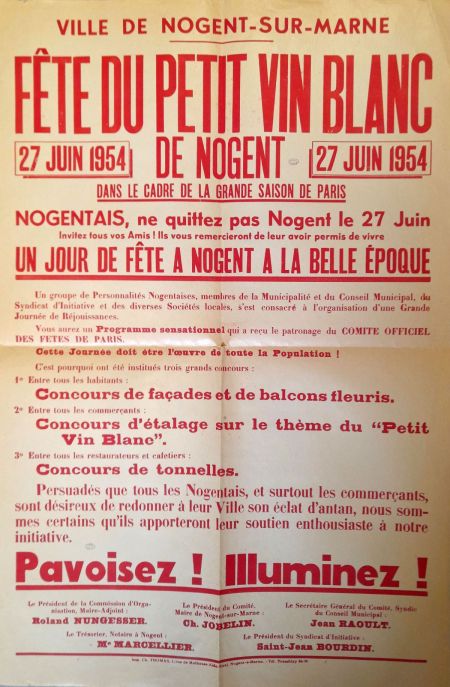 VILLE DE NOGENT-SUR-MARNE
FÊTE DU PETIT VIN BLANC
27 JUIN 1954 DE NOGENT 27 JUIN 1954
DANS LE CADRE DE LA GRANDE SAISON DE PARIS
NOGENTAIS, ne quittez pas Nogent le 27 Juin
Invitez tous vos Amis ! Ils vous remercieront de leur avoir permis de vivre
UN JOUR DE FÊTE A NOGENT A LA BELLE ÉPOQUE
Un groupe de Personnalités Nogentaises, membres de la Municipalité et du Conseil Municipal, du
Syndicat d'Initiative et des diverses Sociétés locales, s'est consacré à l'organisation d'une Grande
Journée de Réjouissances.
Vous aurez un Programme sensationnel qui a reçu le patronage du COMITE OFFICIEL
DES FETES DE PARIS.
Cette Journée doit être l'œuvre de toute la Population !
C'est pourquoi ont été institués trois grands concours :
1º Entre tous les habitants :
Concours de façades et de balcons fleuris.
2º Entre tous les commerçants :
Concours d'étalage sur le thème du "Petit
Vin Blanc".
3º Entre tous les restaurateurs et cafetiers :
Concours de tonnelles.
Persuadés que tous les Nogentais, et surtout les commerçants,
sont désireux de redonner à leur Ville son éclat d'antan, nous som-
mes certains qu'ils apporteront leur soutien enthousiaste à notre
initiative.
Pavoisez ! Illuminez !
Le Président de la Commission d'Orga-
nisation, Maire-Adjoint :
Roland NUNGESSER.
Le Président du Comité,
Maire de Nogent-sur-Marne :
Ch. JOBELIN.
Le Secrétaire Général du Comité, Syndic
du Conseil Municipal :
Jean RAOULT.
Le Trésorier, Notaire à Nogent :
Me MARCELLIER.
Le Président du Syndicat d'Initiative :
Saint-Jean BOURDIN.
Imp. Ch. THOMAS,